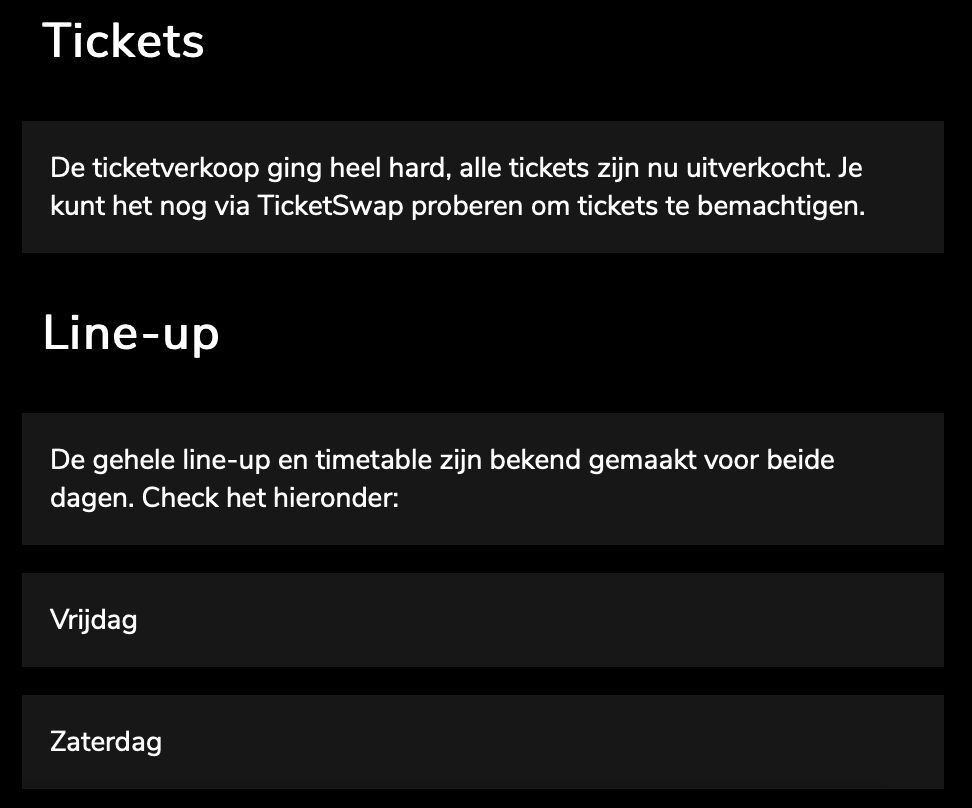 Tickets
De ticketverkoop ging heel hard, alle tickets zijn nu uitverkocht. Je
kunt het nog via TicketSwap proberen om tickets te bemachtigen.
Line-up
De gehele line-up en timetable zijn bekend gemaakt voor beide
dagen. Check het hieronder:
Vrijdag
Zaterdag